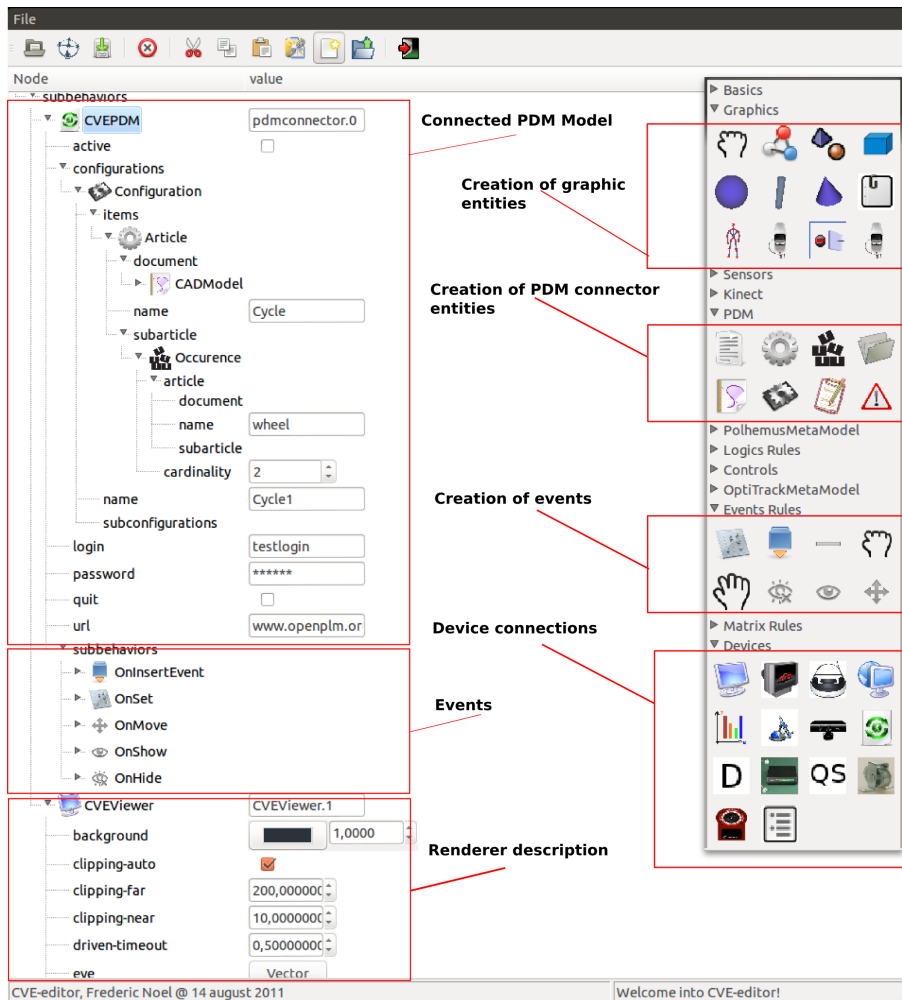 File
Node value
subbehaviors
CVEPDM pdmconnector.0
active
configurations
Configuration
items
Article
document
CADModel
name Cycle
subarticle
Occurence
article
document
name wheel
subarticle
cardinality 2
name Cycle1
subconfigurations
login testlogin
password ******
quit
url www.openplm.or
subbehaviors
OnInsertEvent
OnSet
OnMove
OnShow
OnHide
CVEViewer CVEViewer.1
background 1,0000
clipping-auto
clipping-far 200,000000
clipping-near 10,0000000
driven-timeout 0,50000000
eye Vector
Connected PDM Model
Creation of graphic
entities
Creation of PDM connector
entities
Creation of events
Device connections
Events
Renderer description
Basics
Graphics
Sensors
Kinect
PDM
PolhemusMetaModel
Logics Rules
Controls
OptiTrackMetaModel
Events Rules
Matrix Rules
Devices
D QS
CVE-editor, Frederic Noel @ 14 august 2011
Welcome into CVE-editor!